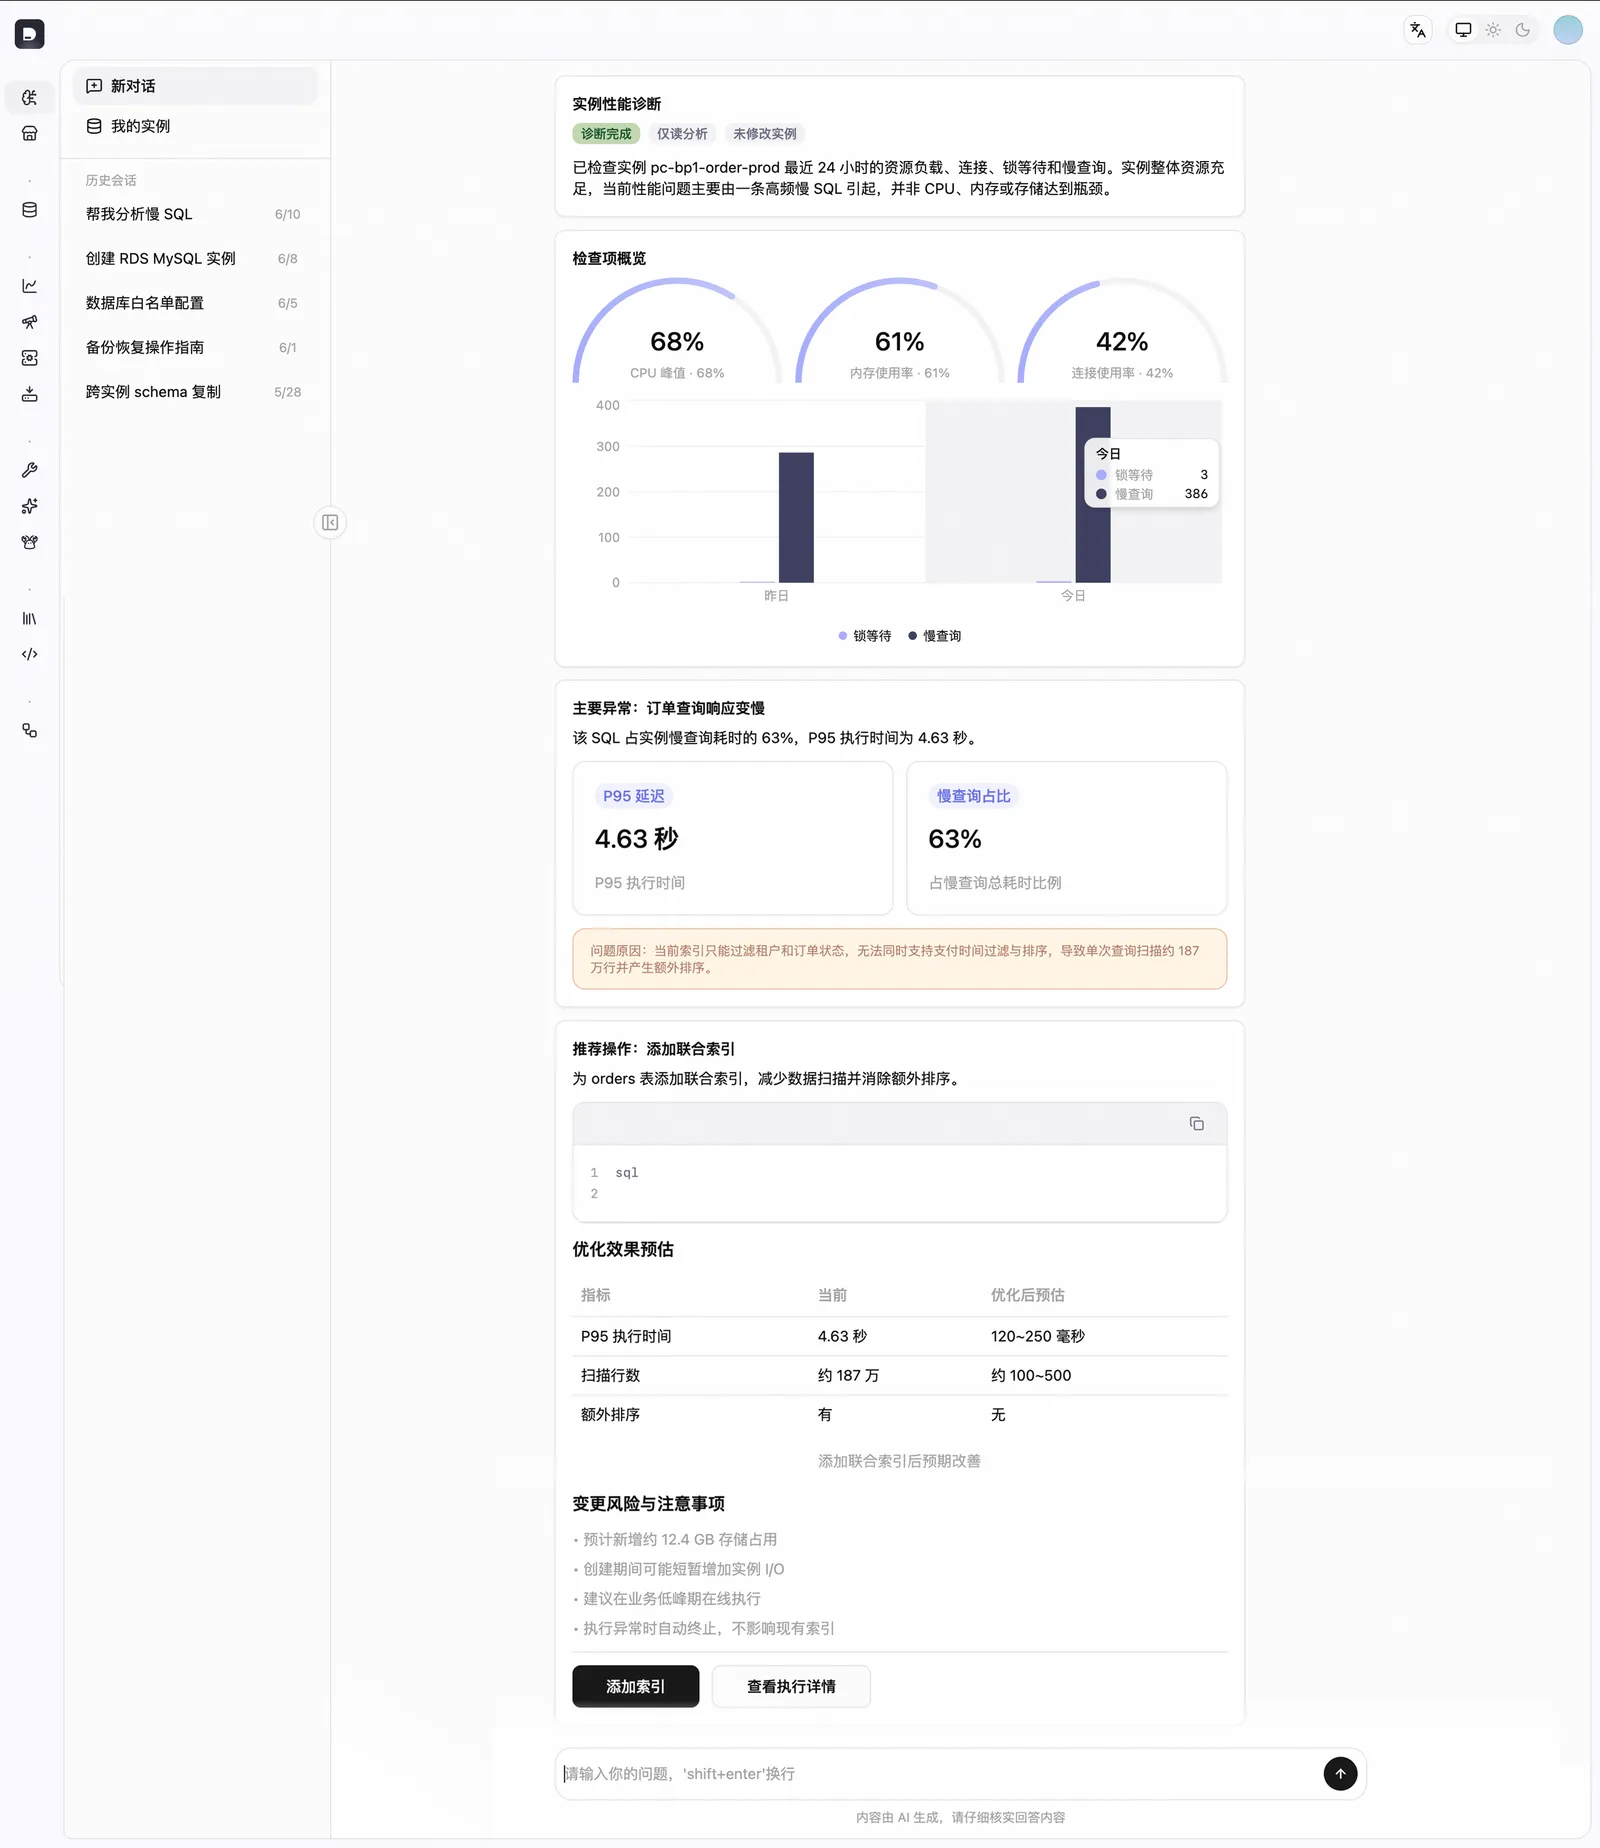 新对话
我的实例
历史会话
帮我分析慢 SQL 6/10
创建 RDS MySQL 实例 6/8
数据库白名单配置 6/5
备份恢复操作指南 6/1
跨实例 schema 复制 5/28
实例性能诊断
诊断完成 仅读分析 未修改实例
已检查实例 pc-bp1-order-prod 最近 24 小时的资源负载、连接、锁等待和慢查询。实例整体资源充
足，当前性能问题主要由一条高频慢 SQL 引起，并非 CPU、内存或存储达到瓶颈。
检查项概览
68% 61% 42%
CPU 峰值 · 68% 内存使用率 · 61% 连接使用率 · 42%
400
300
200
100
0
昨日 今日
今日
锁等待 3
慢查询 386
锁等待 慢查询
主要异常：订单查询响应变慢
该 SQL 占实例慢查询耗时的 63%，P95 执行时间为 4.63 秒。
P95 延迟
4.63 秒
P95 执行时间
慢查询占比
63%
占慢查询总耗时比例
问题原因：当前索引只能过滤租户和订单状态，无法同时支持支付时间过滤与排序，导致单次查询扫描约 187
万行并产生额外排序。
推荐操作：添加联合索引
为 orders 表添加联合索引，减少数据扫描并消除额外排序。
1 sql
2
优化效果预估
指标 当前 优化后预估
P95 执行时间 4.63 秒 120~250 毫秒
扫描行数 约 187 万 约 100~500
额外排序 有 无
添加联合索引后预期改善
变更风险与注意事项
· 预计新增约 12.4 GB 存储占用
· 创建期间可能短暂增加实例 I/O
· 建议在业务低峰期在线执行
· 执行异常时自动终止，不影响现有索引
添加索引 查看执行详情
请输入你的问题，'shift+enter'换行
内容由 AI 生成，请仔细核实回答内容